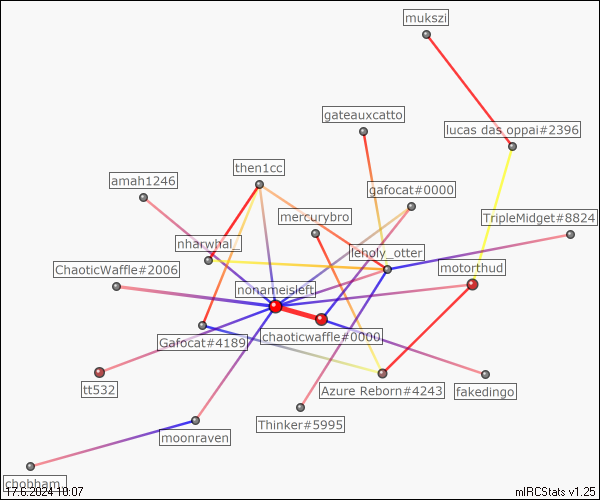 mukszi
gateauxcatto
lucas das oppai#2396
then1cc
amah1246
gafocat#0000
mercurybro
TripleMidget#8824
nharwhal_
leholy_otter
ChaoticWaffle#2006
motorthud
nonameisleft
chaoticwaffle#0000
Gafocat#4189
tt532
Azure Reborn#4243
fakedingo
Thinker#5995
moonraven
chobham_
17.6.2024 10:07
mIRCStats v1.25